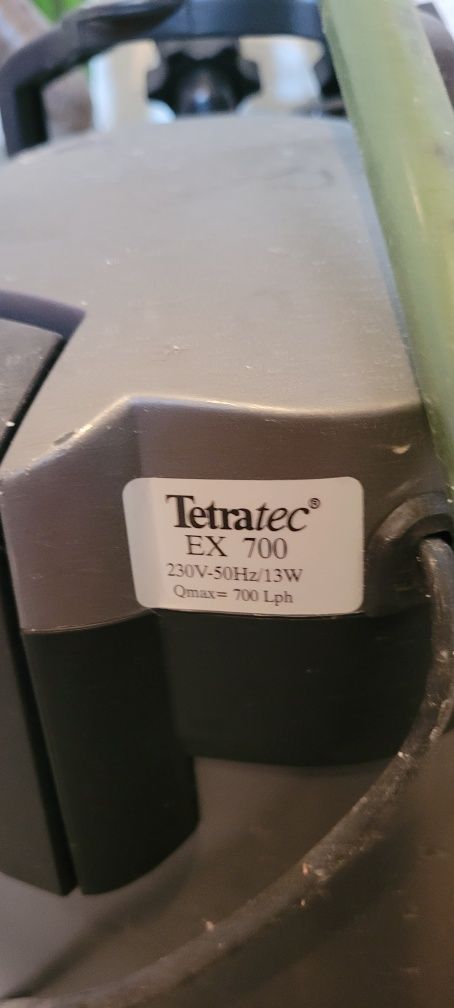 Tetratec®
EX 700
230V-50Hz/13W
Qmax= 700 Lph